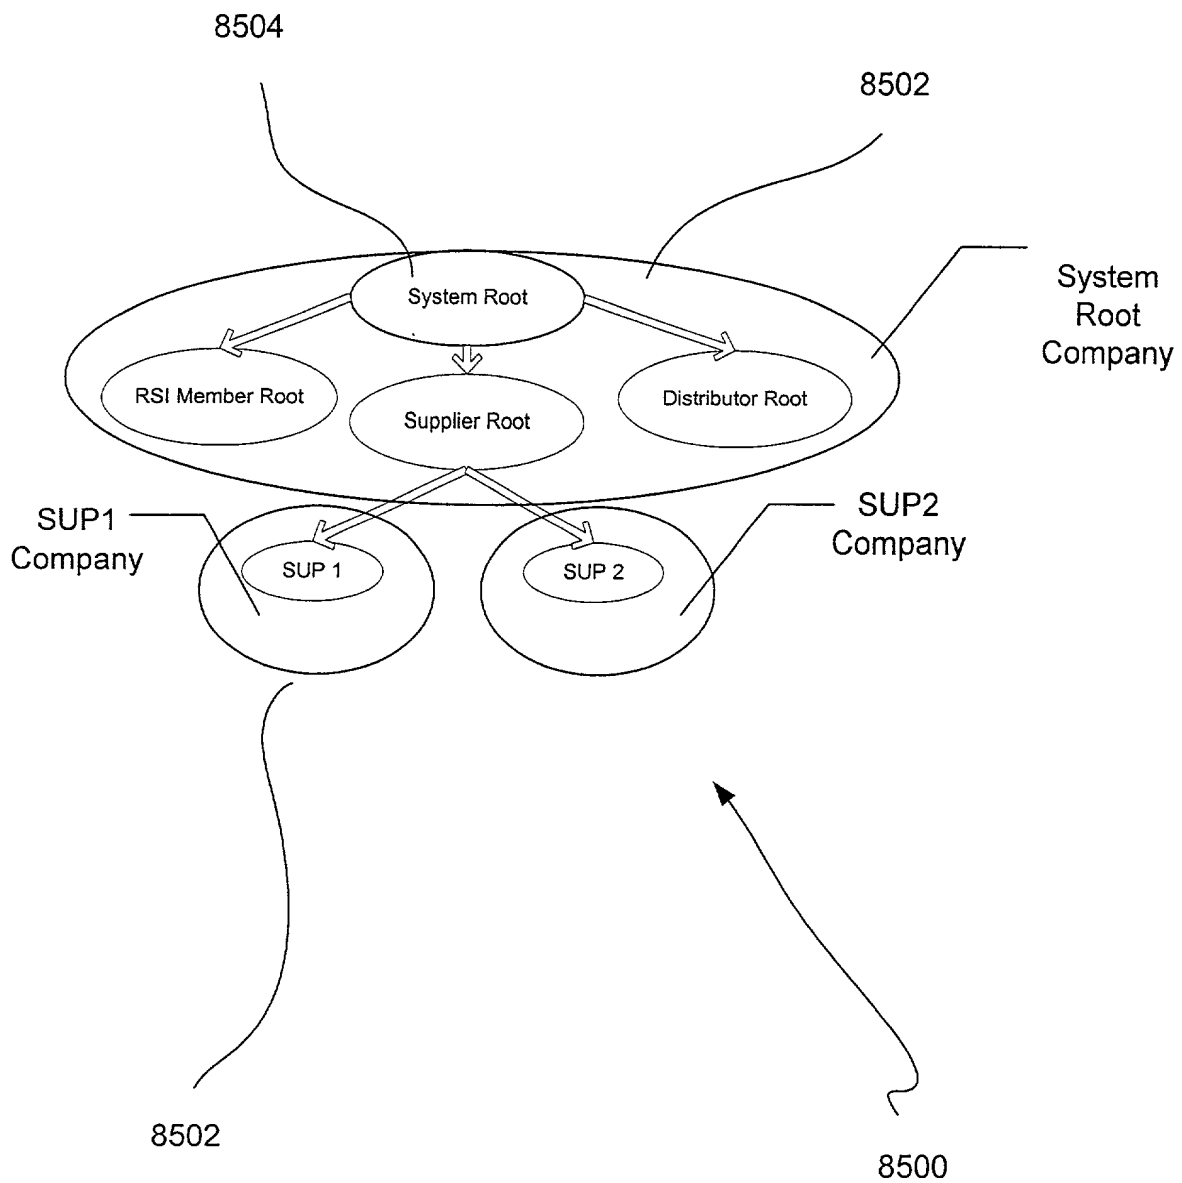 8504
8502
System Root
System
Root
Company
RSI Member Root
Supplier Root
Distributor Root
SUP1
Company
SUP2
Company
SUP 1
SUP 2
8502
8500